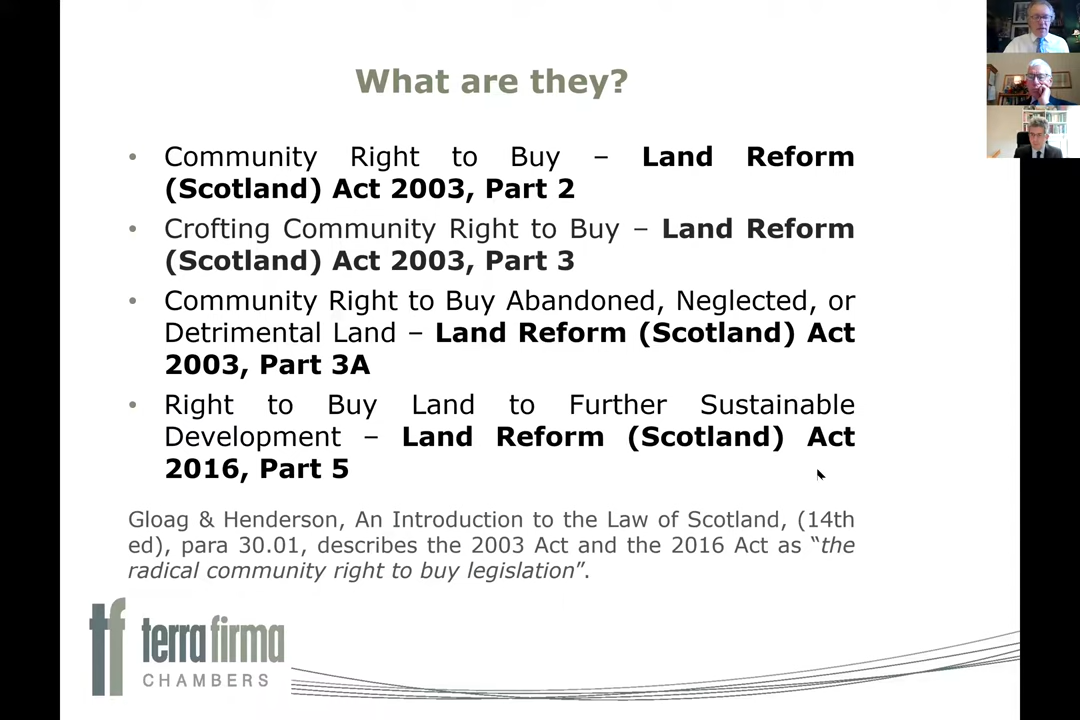 What are they?
• Community Right to Buy – Land Reform
(Scotland) Act 2003, Part 2
• Crofting Community Right to Buy – Land Reform
(Scotland) Act 2003, Part 3
• Community Right to Buy Abandoned, Neglected, or
Detrimental Land – Land Reform (Scotland) Act
2003, Part 3A
• Right to Buy Land to Further Sustainable
Development – Land Reform (Scotland) Act
2016, Part 5
Gloag & Henderson, An Introduction to the Law of Scotland, (14th
ed), para 30.01, describes the 2003 Act and the 2016 Act as “the
radical community right to buy legislation”.
tf terra firma
CHAMBERS